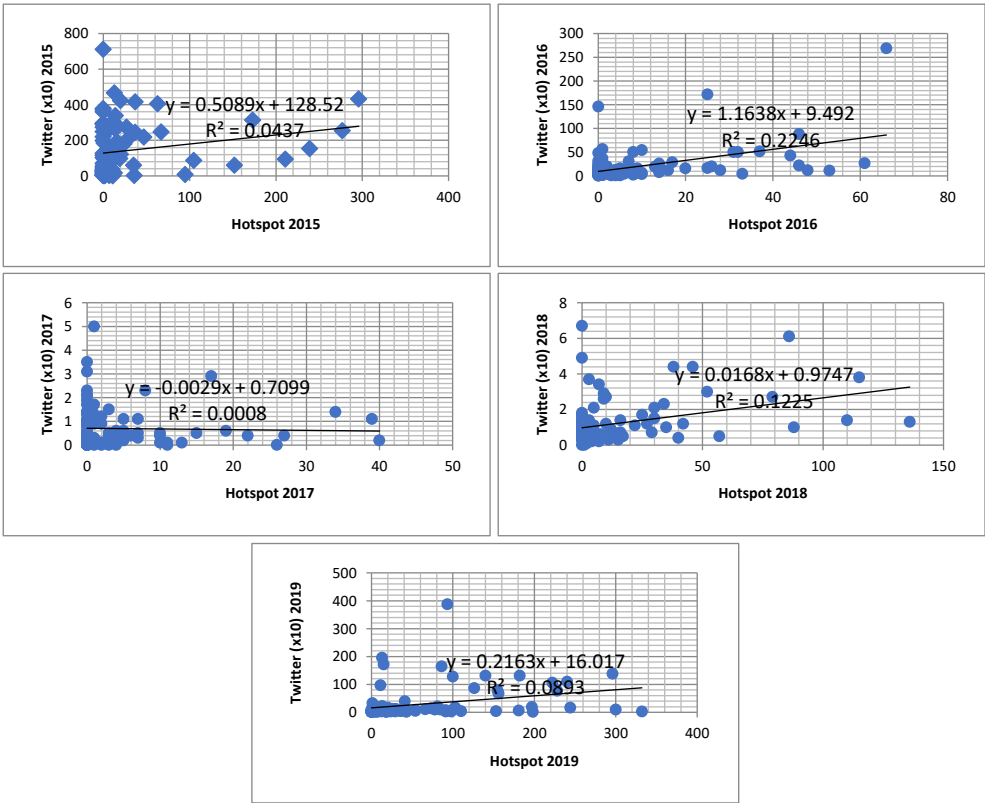 Twitter (x10) 2015
800
600
400
200
0
y = 0.5089x + 128.52
R² = 0.0437
0 100 200 300 400
Hotspot 2015
Twitter (x10) 2016
300
250
200
150
100
50
0
y = 1.1638x + 9.492
R² = 0.2246
0 20 40 60 80
Hotspot 2016
Twitter (x10) 2017
6
5
4
3
2
1
0
y = -0.0029x + 0.7099
R² = 0.0008
0 10 20 30 40 50
Hotspot 2017
Twitter (x10) 2018
8
6
4
2
0
y = 0.0168x + 0.9747
R² = 0.1225
0 50 100 150
Hotspot 2018
Twitter (x10) 2019
500
400
300
200
100
0
y = 0.2163x + 16.017
R² = 0.0893
0 100 200 300 400
Hotspot 2019